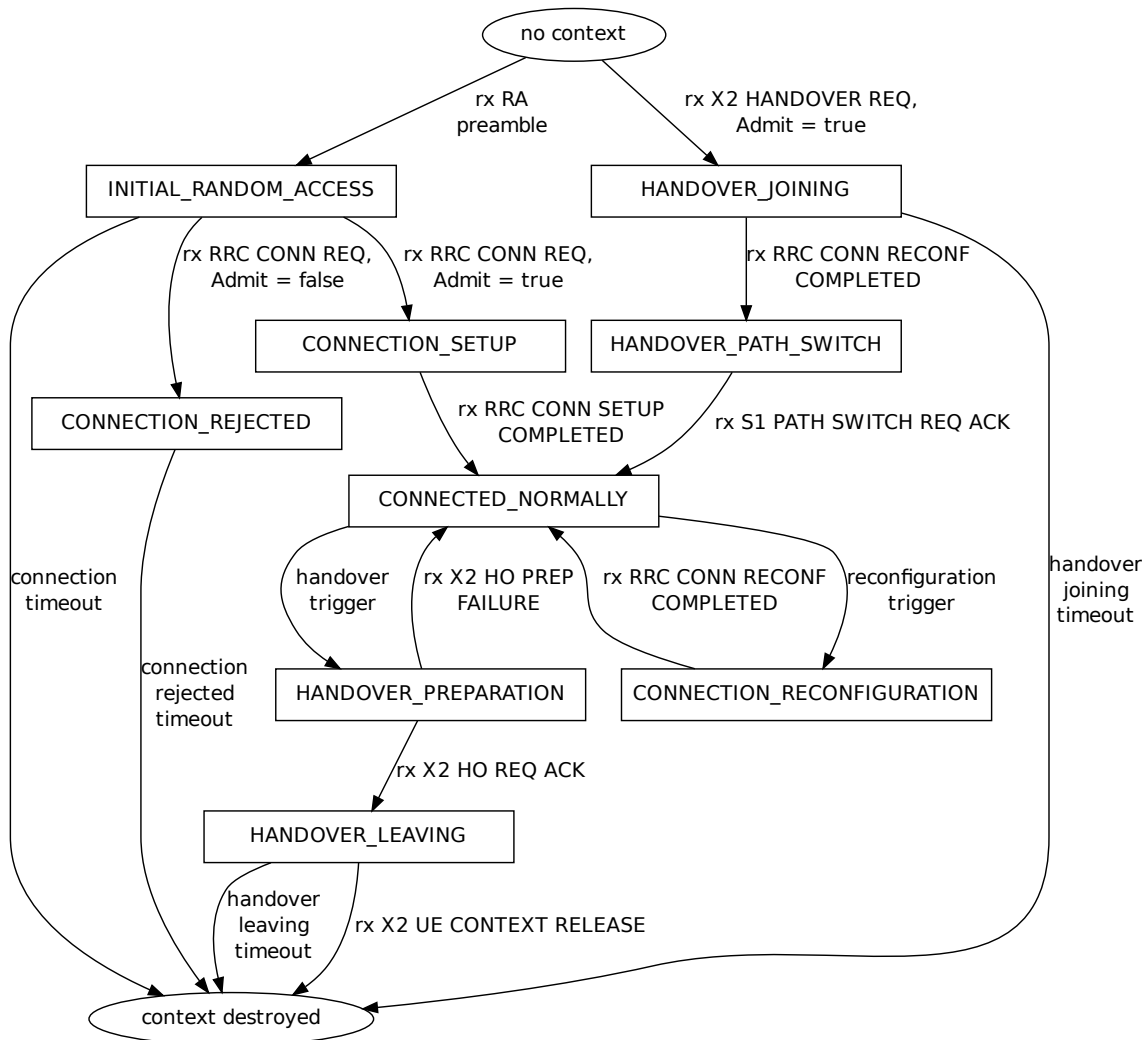 no context
rx RA
preamble
rx X2 HANDOVER REQ,
Admit = true
INITIAL_RANDOM_ACCESS
HANDOVER_JOINING
rx RRC CONN REQ,
Admit = false
rx RRC CONN REQ,
Admit = true
rx RRC CONN RECONF
COMPLETED
CONNECTION_SETUP
HANDOVER_PATH_SWITCH
CONNECTION_REJECTED
rx RRC CONN SETUP
COMPLETED
rx S1 PATH SWITCH REQ ACK
CONNECTED_NORMALLY
connection
timeout
handover
trigger
rx X2 HO PREP
FAILURE
rx RRC CONN RECONF
COMPLETED
reconfiguration
trigger
handover
joining
timeout
connection
rejected
timeout
HANDOVER_PREPARATION
CONNECTION_RECONFIGURATION
rx X2 HO REQ ACK
HANDOVER_LEAVING
handover
leaving
timeout
rx X2 UE CONTEXT RELEASE
context destroyed